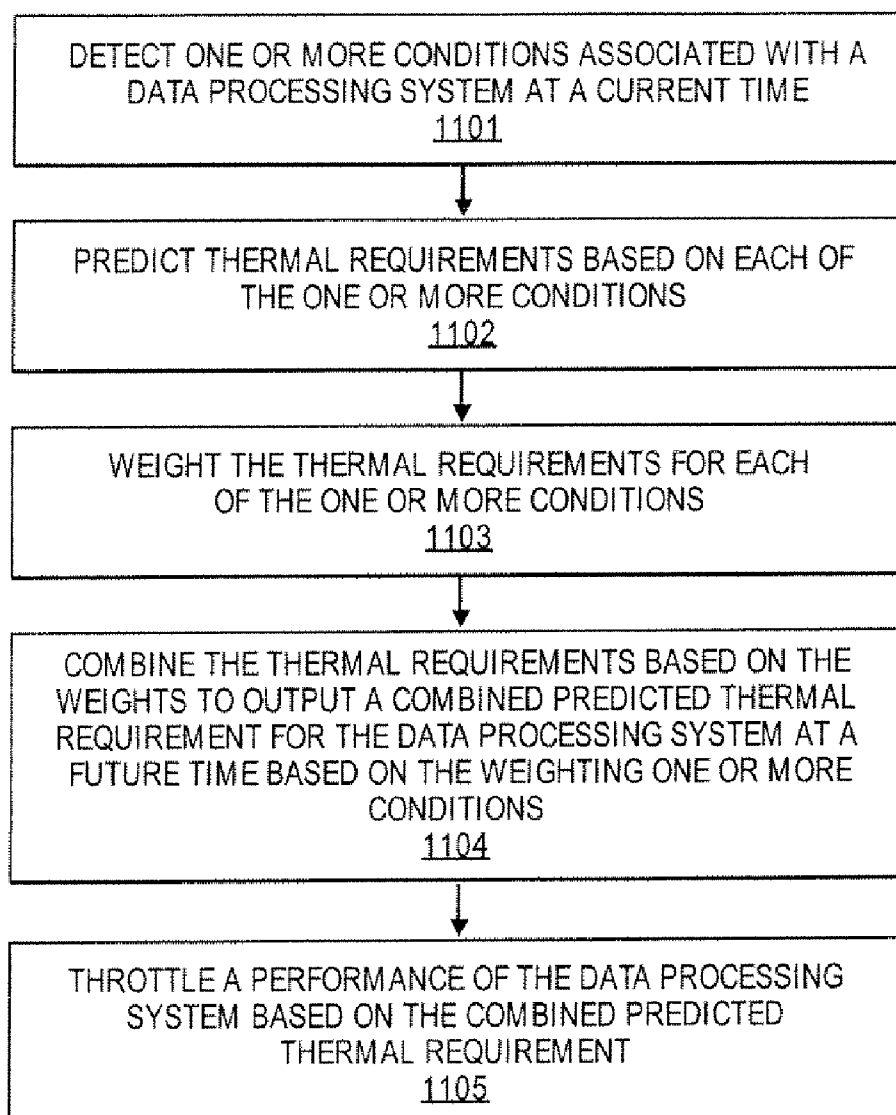 DETECT ONE OR MORE CONDITIONS ASSOCIATED WITH A
DATA PROCESSING SYSTEM AT A CURRENT TIME
1101
PREDICT THERMAL REQUIREMENTS BASED ON EACH OF
THE ONE OR MORE CONDITIONS
1102
WEIGHT THE THERMAL REQUIREMENTS FOR EACH
OF THE ONE OR MORE CONDITIONS
1103
COMBINE THE THERMAL REQUIREMENTS BASED ON THE
WEIGHTS TO OUTPUT A COMBINED PREDICTED THERMAL
REQUIREMENT FOR THE DATA PROCESSING SYSTEM AT A
FUTURE TIME BASED ON THE WEIGHTING ONE OR MORE
CONDITIONS
1104
THROTTLE A PERFORMANCE OF THE DATA PROCESSING
SYSTEM BASED ON THE COMBINED PREDICTED
THERMAL REQUIREMENT
1105